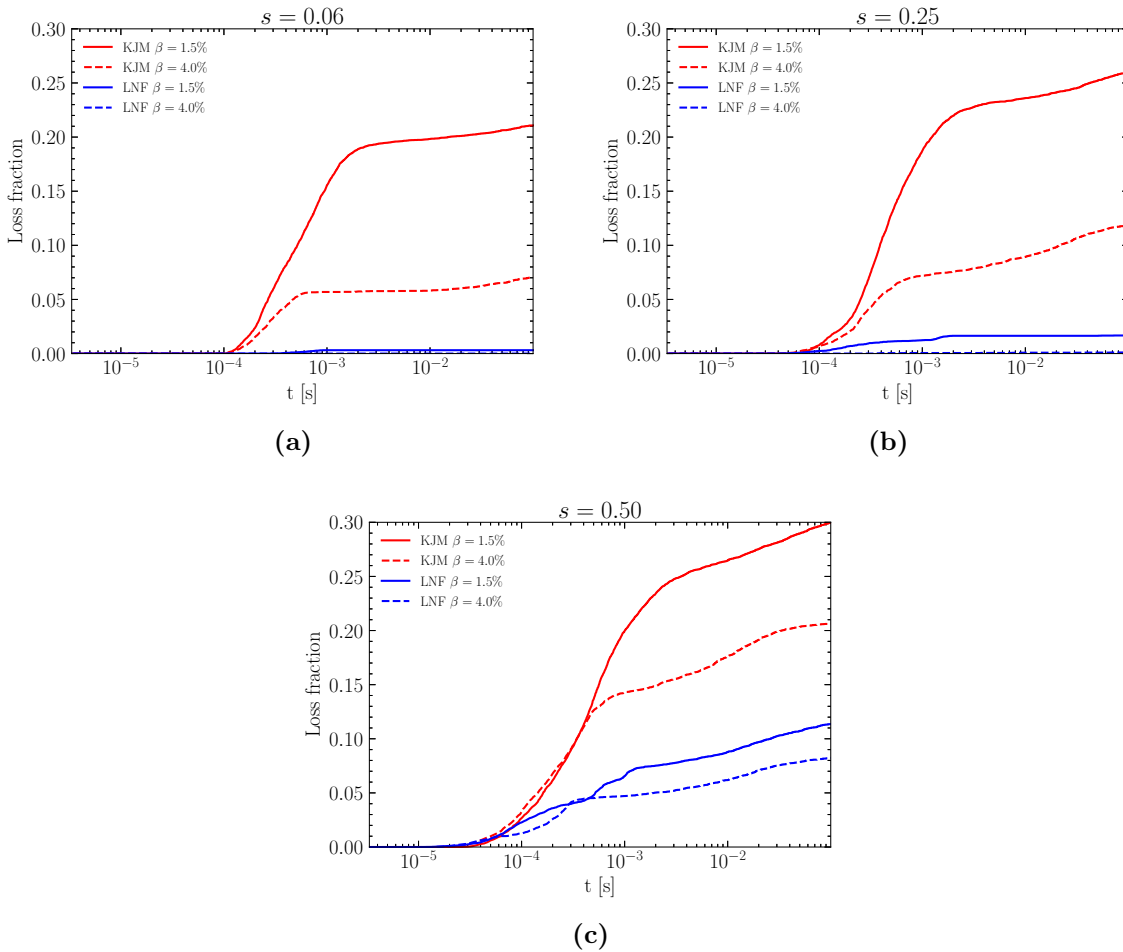 s = 0.06
0.30
0.25
0.20
0.15
0.10
0.05
0.00
Loss fraction
KJM β = 1.5%
KJM β = 4.0%
LNF β = 1.5%
LNF β = 4.0%
10⁻⁵ 10⁻⁴ 10⁻³ 10⁻²
t [s]
(a)
s = 0.25
0.30
0.25
0.20
0.15
0.10
0.05
0.00
Loss fraction
KJM β = 1.5%
KJM β = 4.0%
LNF β = 1.5%
LNF β = 4.0%
10⁻⁵ 10⁻⁴ 10⁻³ 10⁻²
t [s]
(b)
s = 0.50
0.30
0.25
0.20
0.15
0.10
0.05
0.00
Loss fraction
KJM β = 1.5%
KJM β = 4.0%
LNF β = 1.5%
LNF β = 4.0%
10⁻⁵ 10⁻⁴ 10⁻³ 10⁻²
t [s]
(c)